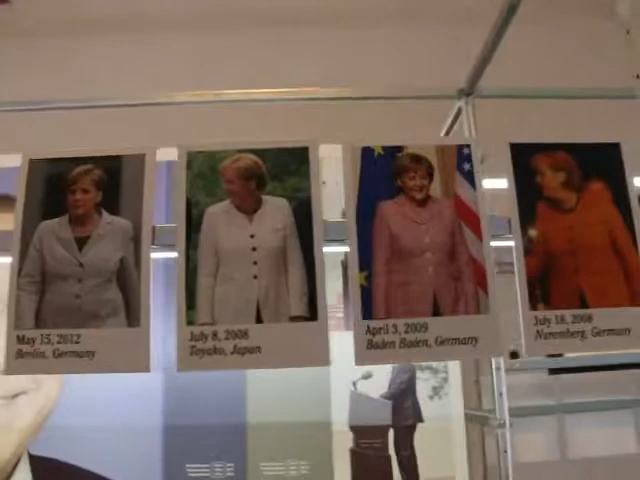 May 15, 2012
Berlin, Germany
July 8, 2008
Toyako, Japan
April 3, 2009
Baden Baden, Germany
July 18, 2008
Nuremberg, Germany